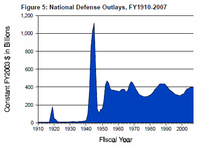 Figure 5: National Defense Outlays, FY1910-2007
Constant FY2003 $ in Billions
1,200
1,000
800
600
400
200
0
1910 1920 1930 1940 1950 1960 1970 1980 1990 2000
Fiscal Year